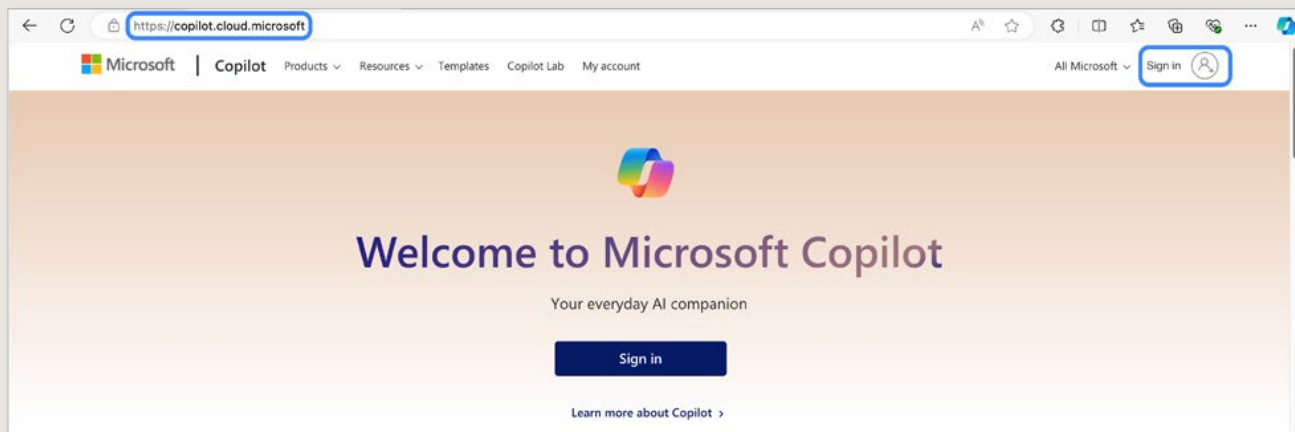 https://copilot.cloud.microsoft
Microsoft | Copilot Products Resources Templates Copilot Lab My account All Microsoft Sign in
Welcome to Microsoft Copilot
Your everyday AI companion
Sign in
Learn more about Copilot >